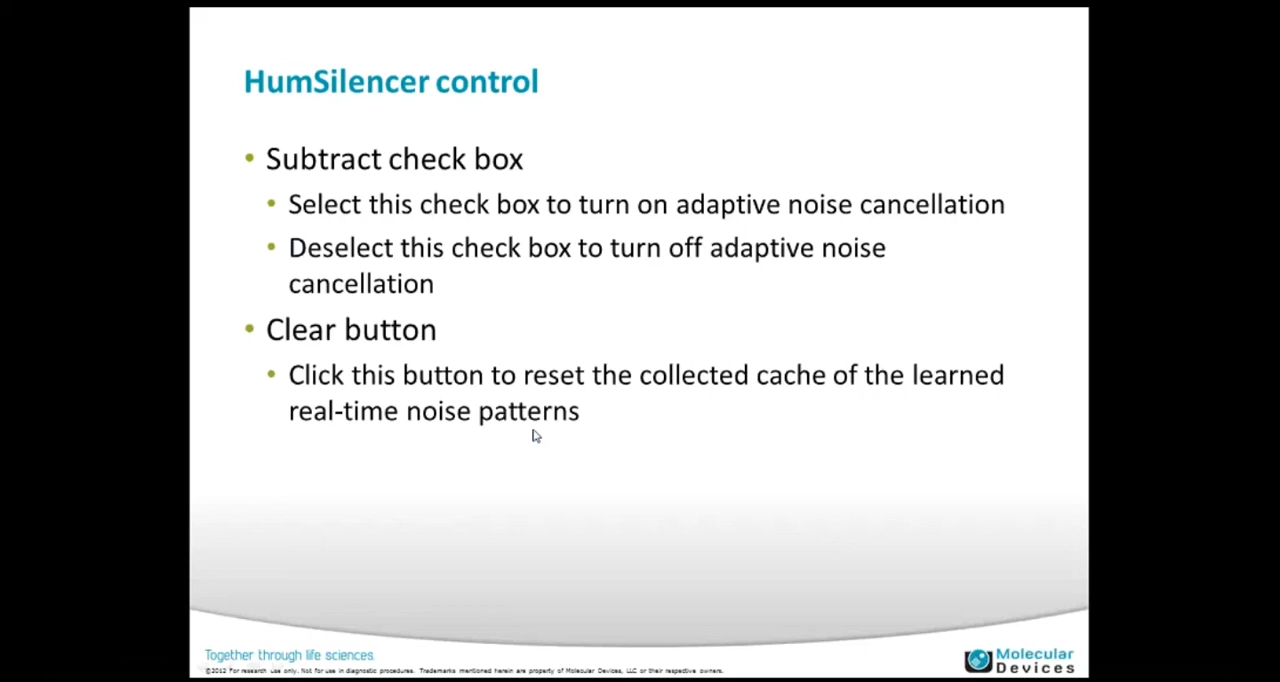 HumSilencer control
• Subtract check box
• Select this check box to turn on adaptive noise cancellation
• Deselect this check box to turn off adaptive noise
cancellation
• Clear button
• Click this button to reset the collected cache of the learned
real-time noise patterns
Together through life sciences.
©2012 For research use only. Not for use in diagnostic procedures. Trademarks mentioned herein are property of Molecular Devices, LLC or their respective owners.
Molecular
Devices